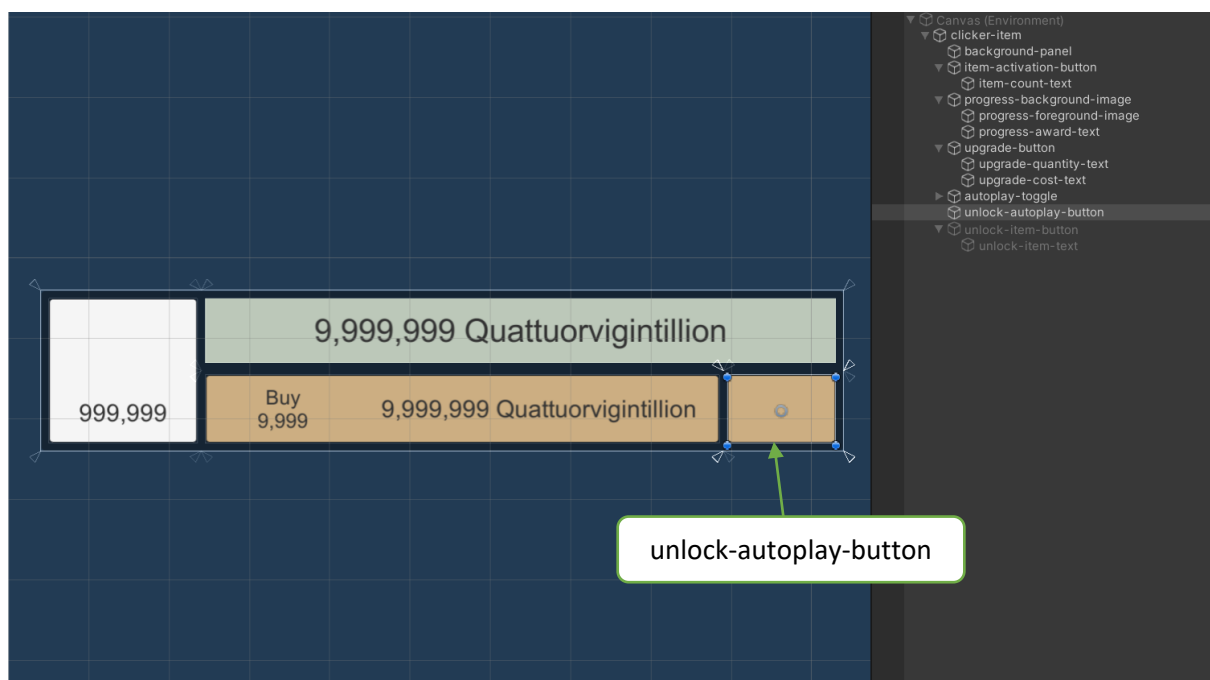 Canvas (Environment)
clicker-item
background-panel
item-activation-button
item-count-text
progress-background-image
progress-foreground-image
progress-award-text
upgrade-button
upgrade-quantity-text
upgrade-cost-text
autoplay-toggle
unlock-autoplay-button
unlock-item-button
unlock-item-text
9,999,999 Quattuorvigintillion
999,999
Buy
9,999
9,999,999 Quattuorvigintillion
unlock-autoplay-button